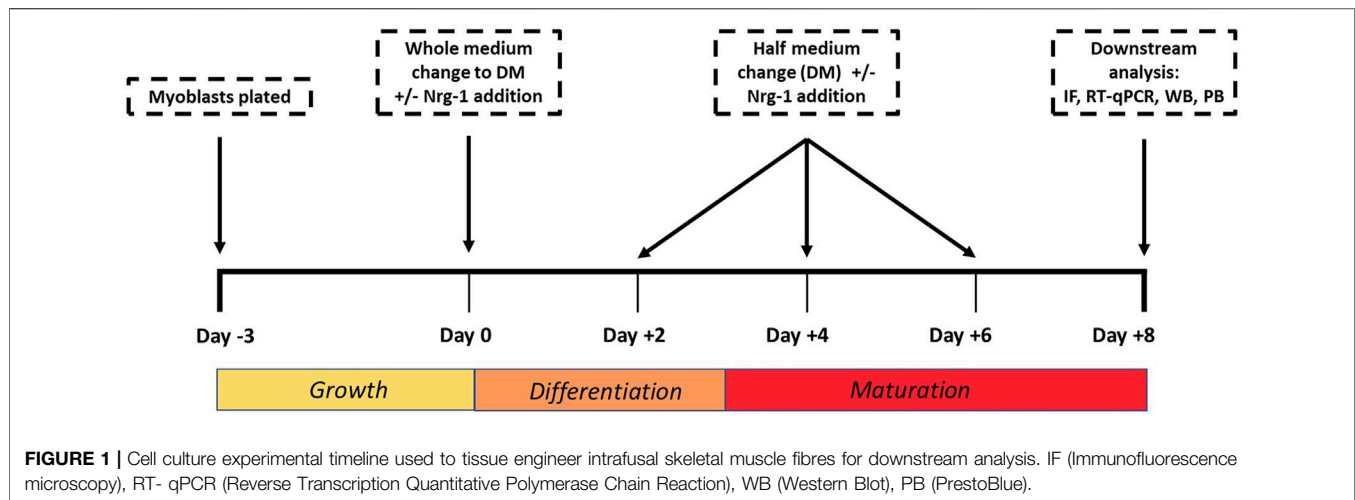 Myoblasts plated
Whole medium
change to DM
+/- Nrg-1 addition
Half medium
change (DM) +/-
Nrg-1 addition
Downstream
analysis:
IF, RT-qPCR, WB, PB
Day -3
Day 0
Day +2
Day +4
Day +6
Day +8
Growth
Differentiation
Maturation
FIGURE 1 | Cell culture experimental timeline used to tissue engineer intrafusal skeletal muscle fibres for downstream analysis. IF (Immunofluorescence
microscopy), RT- qPCR (Reverse Transcription Quantitative Polymerase Chain Reaction), WB (Western Blot), PB (PrestoBlue).